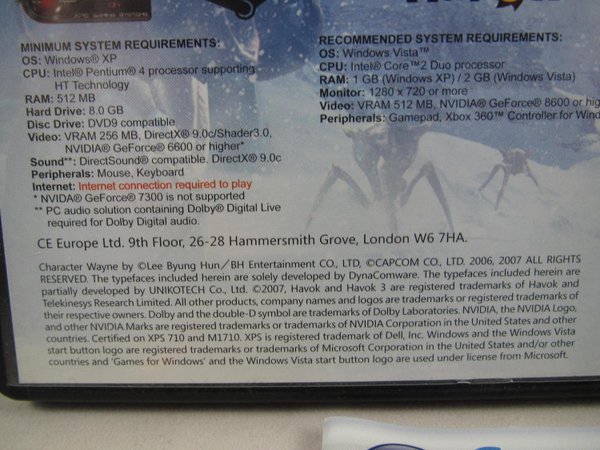 MINIMUM SYSTEM REQUIREMENTS:
OS: Windows® XP
CPU: Intel® Pentium® 4 processor supporting
HT Technology
RAM: 512 MB
Hard Drive: 8.0 GB
Disc Drive: DVD9 compatible
Video: VRAM 256 MB, DirectX® 9.0c/Shader3.0,
NVIDIA® GeForce® 6600 or higher*
Sound**: DirectSound® compatible. DirectX® 9.0c
Peripherals: Mouse, Keyboard
Internet: Internet connection required to play
* NVIDIA® GeForce® 7300 is not supported
** PC audio solution containing Dolby® Digital Live
required for Dolby Digital audio.
RECOMMENDED SYSTEM REQUIREMENTS:
OS: Windows Vista™
CPU: Intel® Core™2 Duo processor
RAM: 1 GB (Windows XP) / 2 GB (Windows Vista)
Monitor: 1280 x 720 or more
Video: VRAM 512 MB, NVIDIA® GeForce® 8600 or hig
Peripherals: Gamepad, Xbox 360™ Controller for Wind
CE Europe Ltd. 9th Floor, 26-28 Hammersmith Grove, London W6 7HA.
Character Wayne by ©Lee Byung Hun/BH Entertainment CO., LTD, ©CAPCOM CO., LTD. 2006, 2007 ALL RIGHTS
RESERVED. The typefaces included herein are solely developed by DynaComware. The typefaces included herein are
partially developed by UNIKOTECH Co., Ltd. ©2007, Havok and Havok 3 are registered trademarks of Havok and
Telekinesys Research Limited. All other products, company names and logos are trademarks or registered trademarks of
their respective owners. Dolby and the double-D symbol are trademarks of Dolby Laboratories. NVIDIA, the NVIDIA Logo,
and other NVIDIA Marks are registered trademarks or trademarks of NVIDIA Corporation in the United States and other
countries. Certified on XPS 710 and M1710. XPS is registered trademark of Dell, Inc. Windows and the Windows Vista
start button logo are registered trademarks or trademarks of Microsoft Corporation in the United States and/or other
countries and 'Games for Windows' and the Windows Vista start button logo are used under license from Microsoft.